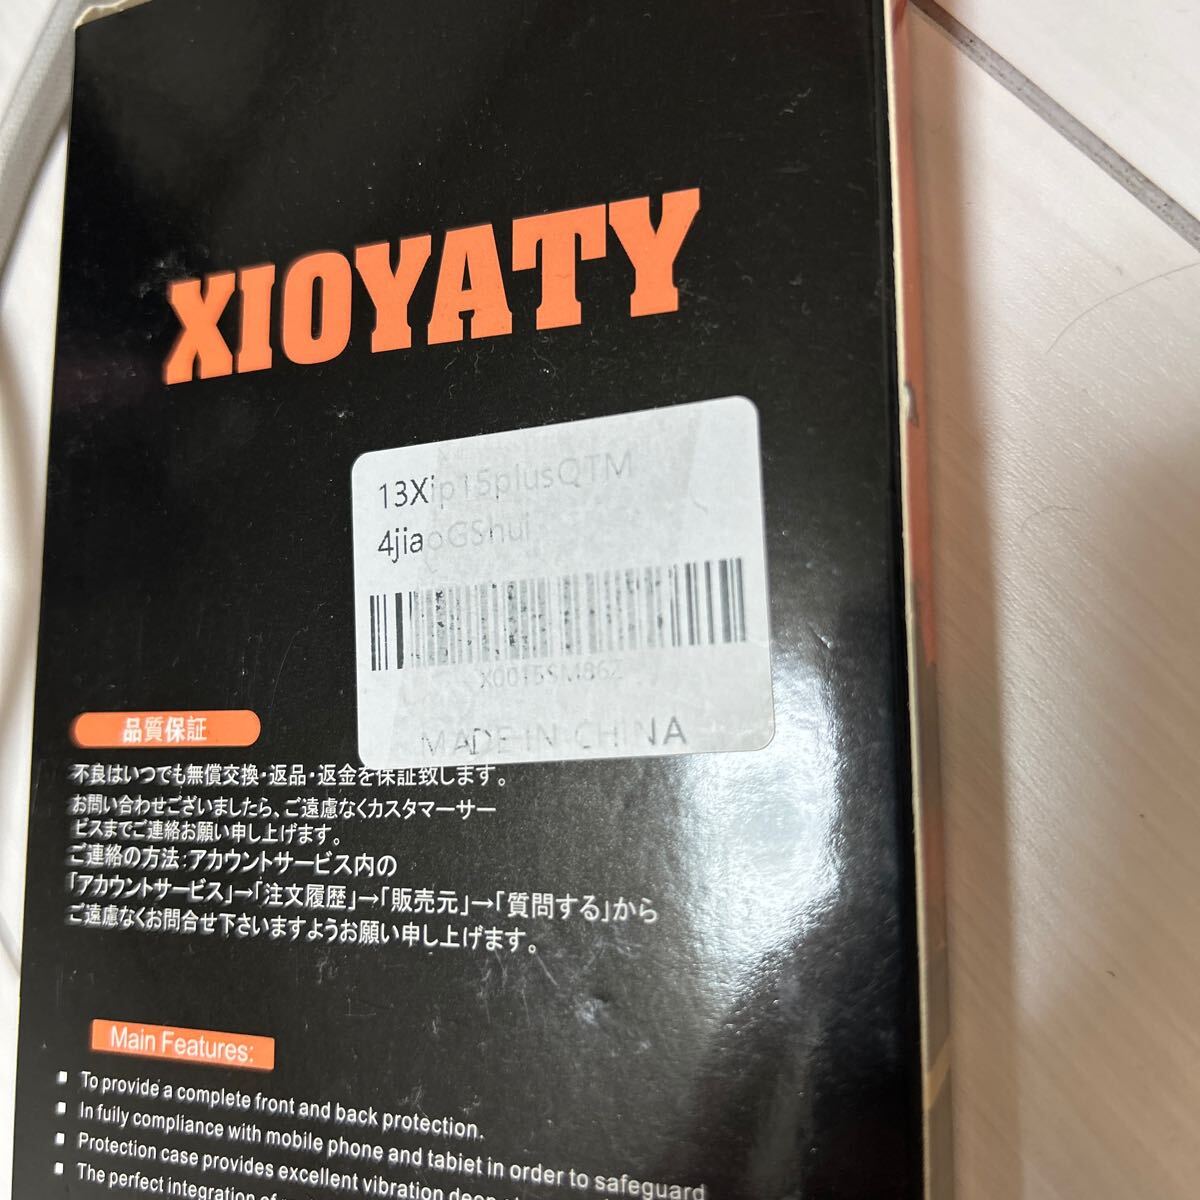 XIOYATY
13Xip15plusQTM
4jiaoGShui
X0015SM86Z
MADE IN CHINA
品質保証
不良はいつでも無償交換・返品・返金を保証致します。
お問い合わせございましたら、ご遠慮なくカスタマーサー
ビスまでご連絡お願い申し上げます。
ご連絡の方法:アカウントサービス内の
「アカウントサービス」→「注文履歴」→「販売元」→「質問する」から
ご遠慮なくお問合せ下さいますようお願い申し上げます。
Main Features:
▪ To provide a complete front and back protection.
▪ In fully compliance with mobile phone and tablet in order to safeguard
▪ Protection case provides excellent vibration
▪ The perfect integration of